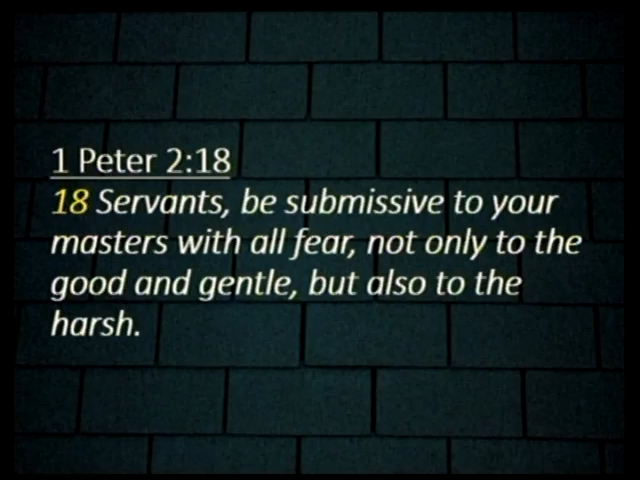 1 Peter 2:18
18 Servants, be submissive to your
masters with all fear, not only to the
good and gentle, but also to the
harsh.